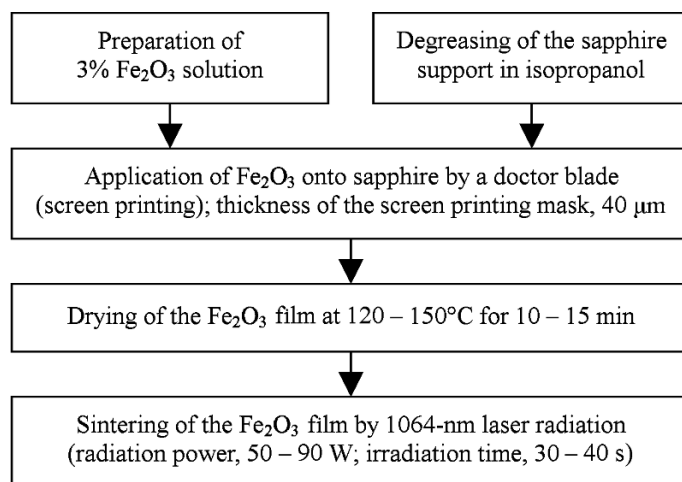 Preparation of
3% Fe₂O₃ solution
Degreasing of the sapphire
support in isopropanol
Application of Fe₂O₃ onto sapphire by a doctor blade
(screen printing); thickness of the screen printing mask, 40 μm
Drying of the Fe₂O₃ film at 120 – 150°C for 10 – 15 min
Sintering of the Fe₂O₃ film by 1064-nm laser radiation
(radiation power, 50 – 90 W; irradiation time, 30 – 40 s)